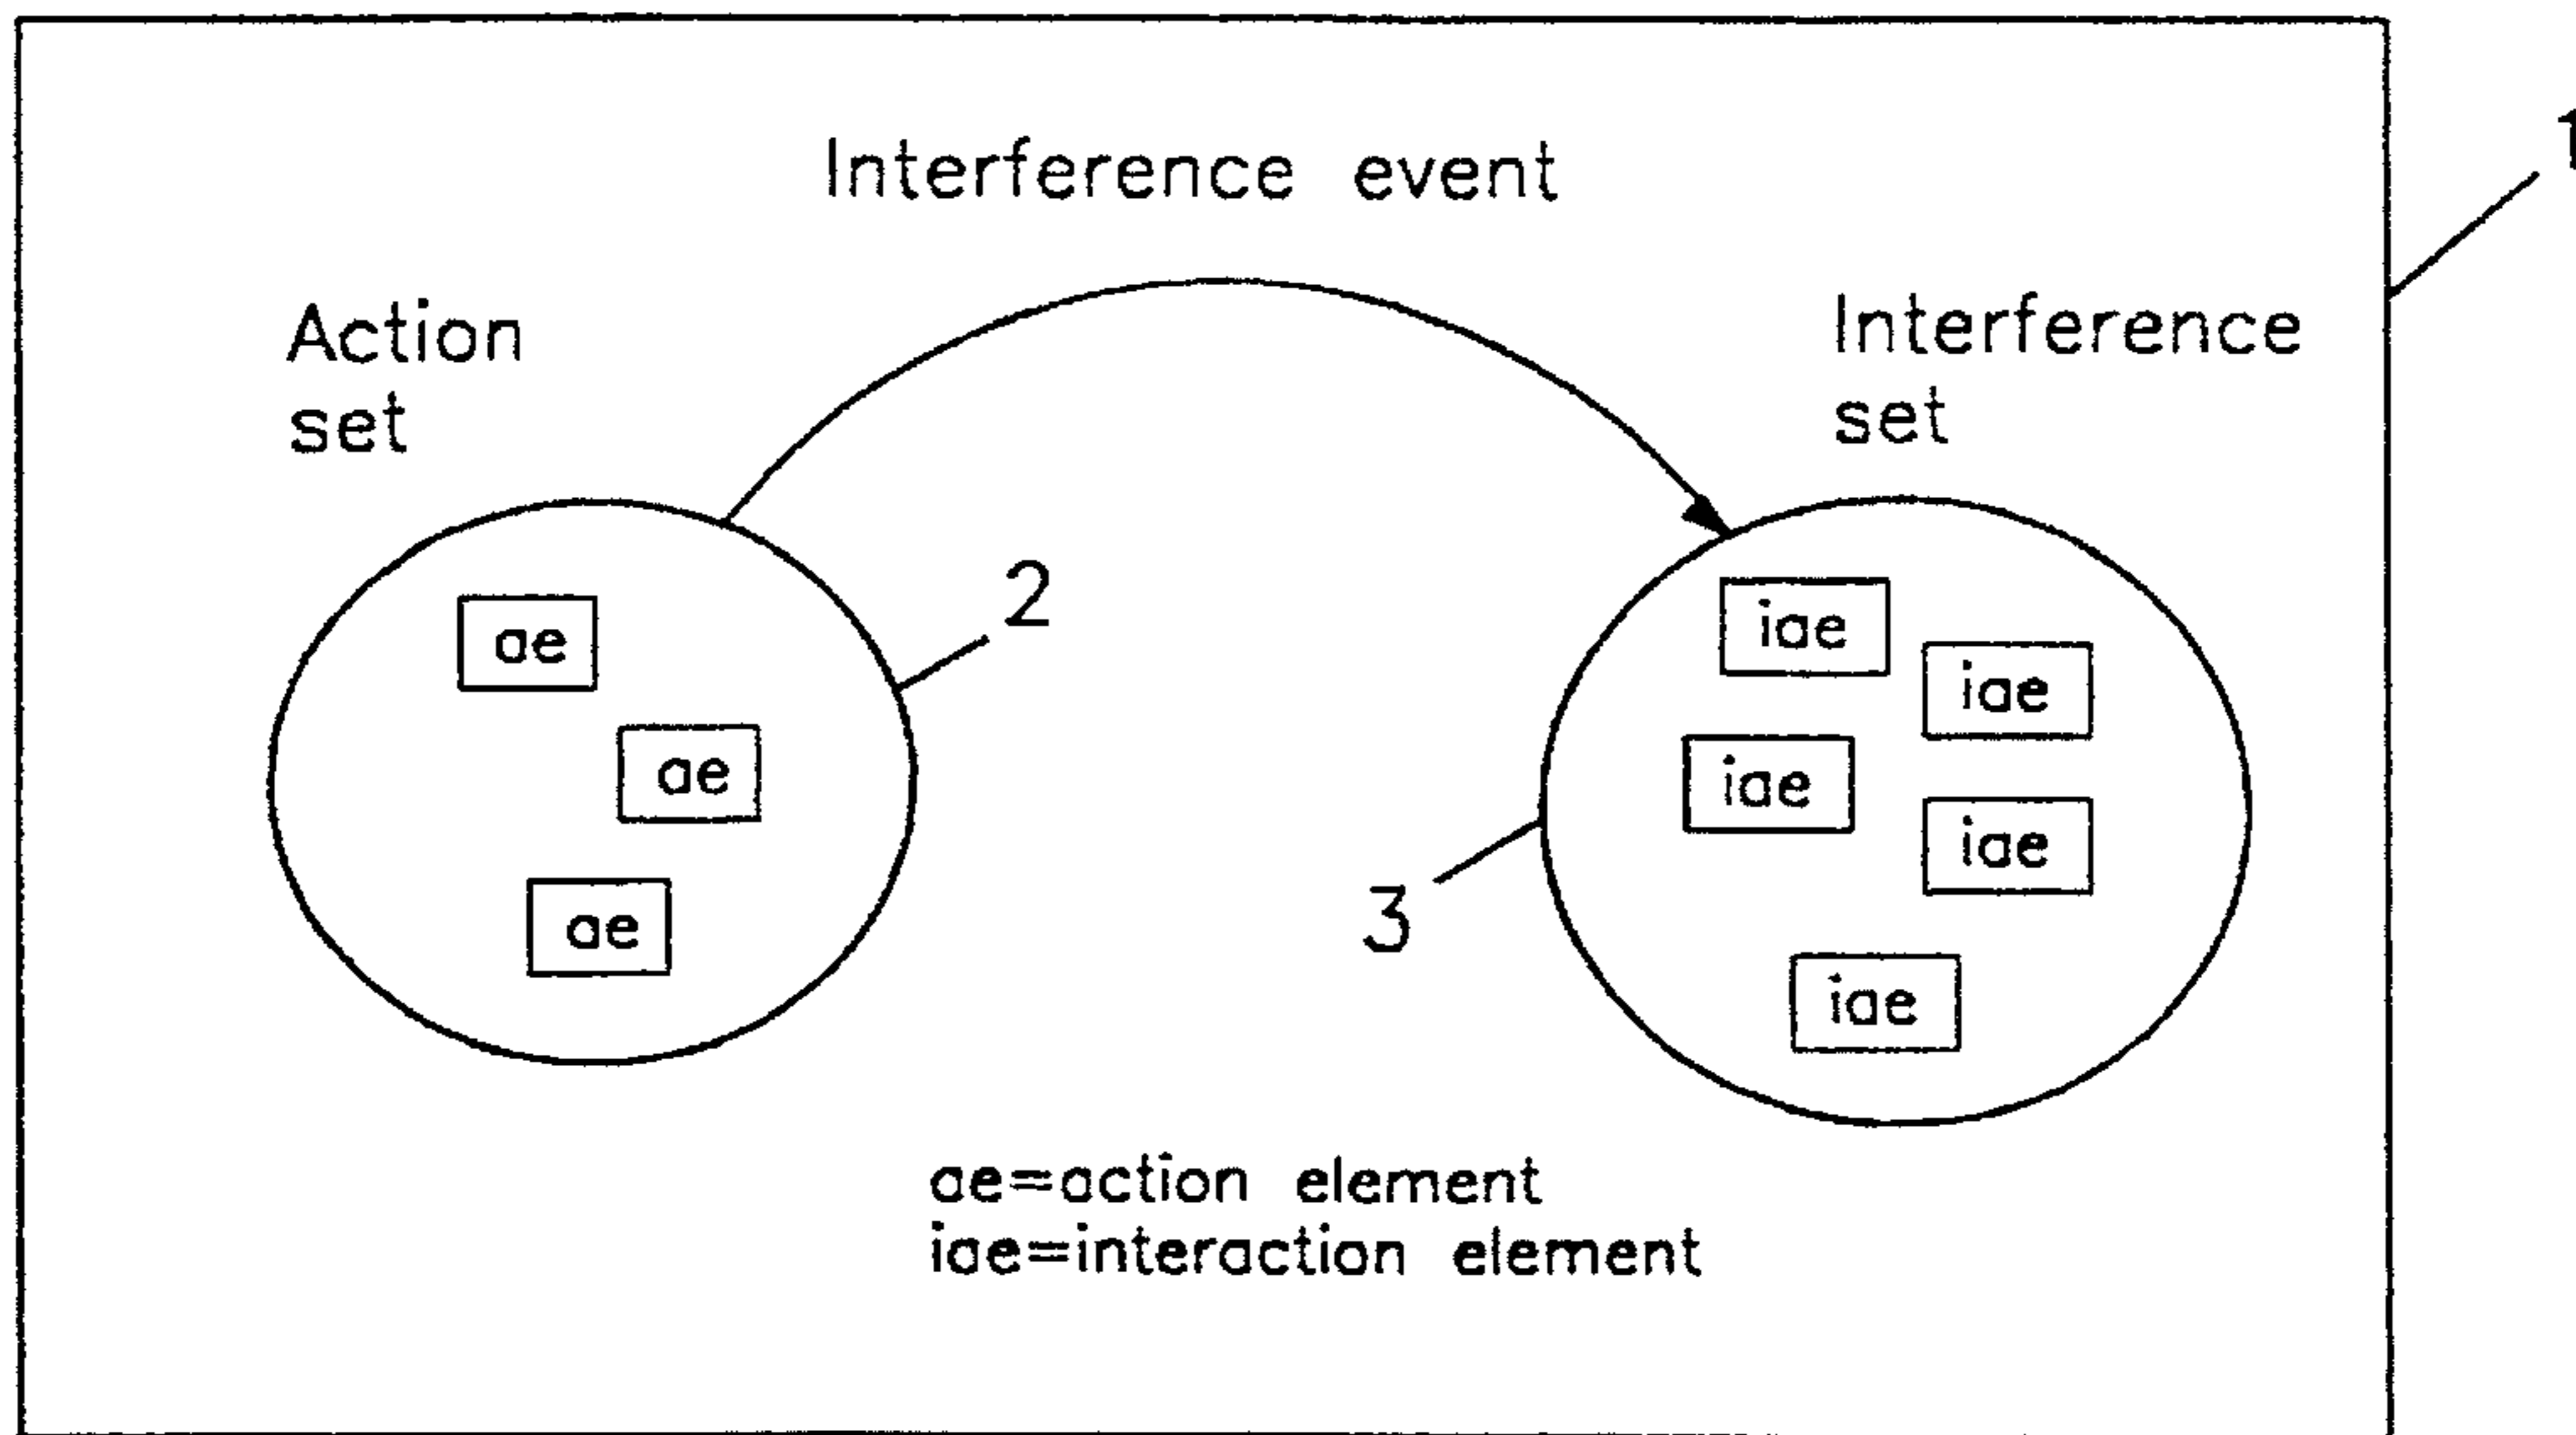 Interference event
1
Action
set
Interference
set
2
ae
ae
ae
iae
iae
iae
iae
iae
3
ae=action element
iae=interaction element